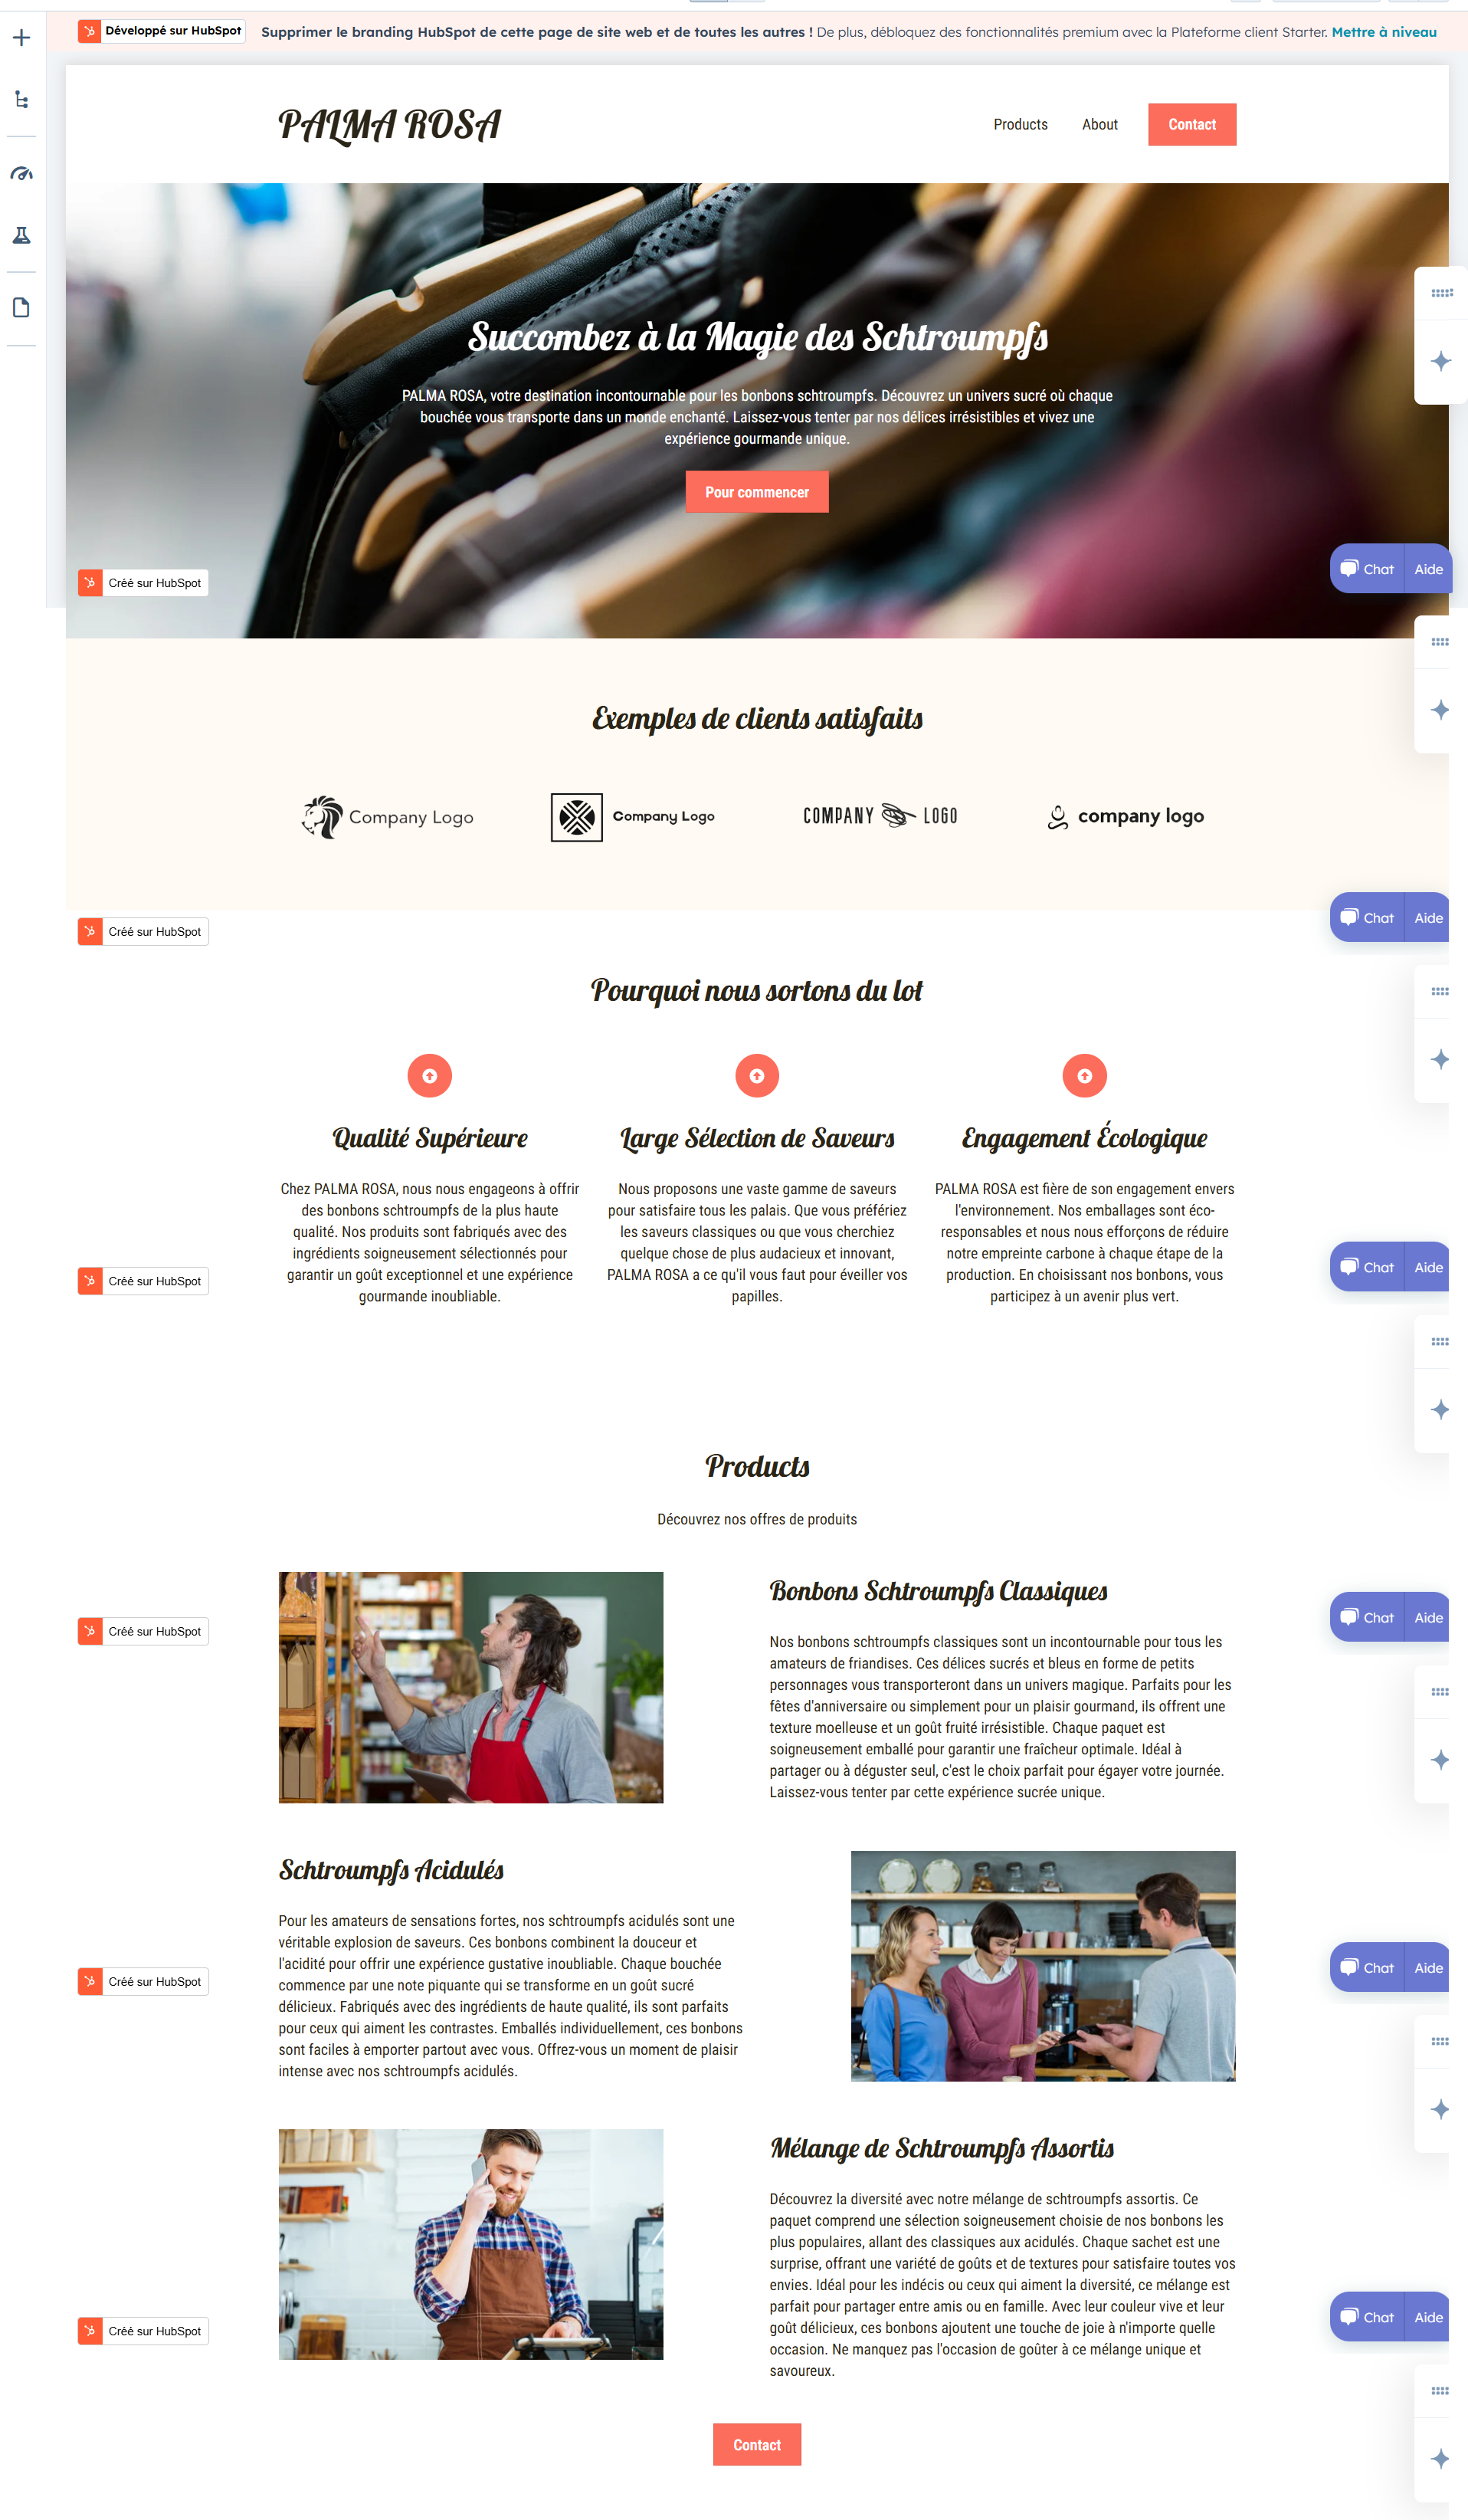 Développé sur HubSpot
Supprimer le branding HubSpot de cette page de site web et de toutes les autres ! De plus, débloquez des fonctionnalités premium avec la Plateforme client Starter. Mettre à niveau
PALMA ROSA
Products
About
Contact
Succombez à la Magie des Schtroumpfs
PALMA ROSA, votre destination incontournable pour les bonbons schtroumpfs. Découvrez un univers sucré où chaque
bouchée vous transporte dans un monde enchanté. Laissez-vous tenter par nos délices irrésistibles et vivez une
expérience gourmande unique.
Pour commencer
Chat
Aide
Créé sur HubSpot
Exemples de clients satisfaits
Company Logo
Company Logo
COMPANY LOGO
company logo
Chat
Aide
Créé sur HubSpot
Pourquoi nous sortons du lot
Qualité Supérieure
Chez PALMA ROSA, nous nous engageons à offrir
des bonbons schtroumpfs de la plus haute
qualité. Nos produits sont fabriqués avec des
ingrédients soigneusement sélectionnés pour
garantir un goût exceptionnel et une expérience
gourmande inoubliable.
Large Sélection de Saveurs
Nous proposons une vaste gamme de saveurs
pour satisfaire tous les palais. Que vous préfériez
les saveurs classiques ou que vous cherchiez
quelque chose de plus audacieux et innovant,
PALMA ROSA a ce qu'il vous faut pour éveiller vos
papilles.
Engagement Écologique
PALMA ROSA est fière de son engagement envers
l'environnement. Nos emballages sont éco-
responsables et nous nous efforçons de réduire
notre empreinte carbone à chaque étape de la
production. En choisissant nos bonbons, vous
participez à un avenir plus vert.
Chat
Aide
Créé sur HubSpot
Products
Découvrez nos offres de produits
Bonbons Schtroumpfs Classiques
Nos bonbons schtroumpfs classiques sont un incontournable pour tous les
amateurs de friandises. Ces délices sucrés et bleus en forme de petits
personnages vous transporteront dans un univers magique. Parfaits pour les
fêtes d'anniversaire ou simplement pour un plaisir gourmand, ils offrent une
texture moelleuse et un goût fruité irrésistible. Chaque paquet est
soigneusement emballé pour garantir une fraîcheur optimale. Idéal à
partager ou à déguster seul, c'est le choix parfait pour égayer votre journée.
Laissez-vous tenter par cette expérience sucrée unique.
Chat
Aide
Créé sur HubSpot
Schtroumpfs Acidulés
Pour les amateurs de sensations fortes, nos schtroumpfs acidulés sont une
véritable explosion de saveurs. Ces bonbons combinent la douceur et
l'acidité pour offrir une expérience gustative inoubliable. Chaque bouchée
commence par une note piquante qui se transforme en un goût sucré
délicieux. Fabriqués avec des ingrédients de haute qualité, ils sont parfaits
pour ceux qui aiment les contrastes. Emballés individuellement, ces bonbons
sont faciles à emporter partout avec vous. Offrez-vous un moment de plaisir
intense avec nos schtroumpfs acidulés.
Chat
Aide
Créé sur HubSpot
Mélange de Schtroumpfs Assortis
Découvrez la diversité avec notre mélange de schtroumpfs assortis. Ce
paquet comprend une sélection soigneusement choisie de nos bonbons les
plus populaires, allant des classiques aux acidulés. Chaque sachet est une
surprise, offrant une variété de goûts et de textures pour satisfaire toutes vos
envies. Idéal pour les indécis ou ceux qui aiment la diversité, ce mélange est
parfait pour partager entre amis ou en famille. Avec leur couleur vive et leur
goût délicieux, ces bonbons ajoutent une touche de joie à n'importe quelle
occasion. Ne manquez pas l'occasion de goûter à ce mélange unique et
savoureux.
Chat
Aide
Créé sur HubSpot
Contact